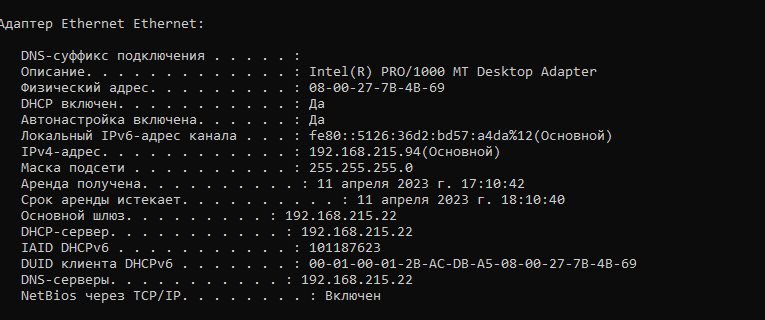 Адаптер Ethernet Ethernet:
DNS-суффикс подключения . . . . . :
Описание. . . . . . . . . . . . . : Intel(R) PRO/1000 MT Desktop Adapter
Физический адрес. . . . . . . . . : 08-00-27-7B-4B-69
DHCP включен. . . . . . . . . . . : Да
Автонастройка включена. . . . . . : Да
Локальный IPv6-адрес канала . . . : fe80::5126:36d2:bd57:a4da%12(Основной)
IPv4-адрес. . . . . . . . . . . . : 192.168.215.94(Основной)
Маска подсети . . . . . . . . . . : 255.255.255.0
Аренда получена. . . . . . . . . . : 11 апреля 2023 г. 17:10:42
Срок аренды истекает. . . . . . . . . . : 11 апреля 2023 г. 18:10:40
Основной шлюз. . . . . . . . . : 192.168.215.22
DHCP-сервер. . . . . . . . . . . : 192.168.215.22
IAID DHCPv6 . . . . . . . . . . . : 101187623
DUID клиента DHCPv6 . . . . . . . : 00-01-00-01-2B-AC-DB-A5-08-00-27-7B-4B-69
DNS-серверы. . . . . . . . . . . : 192.168.215.22
NetBios через TCP/IP. . . . . . . . : Включен